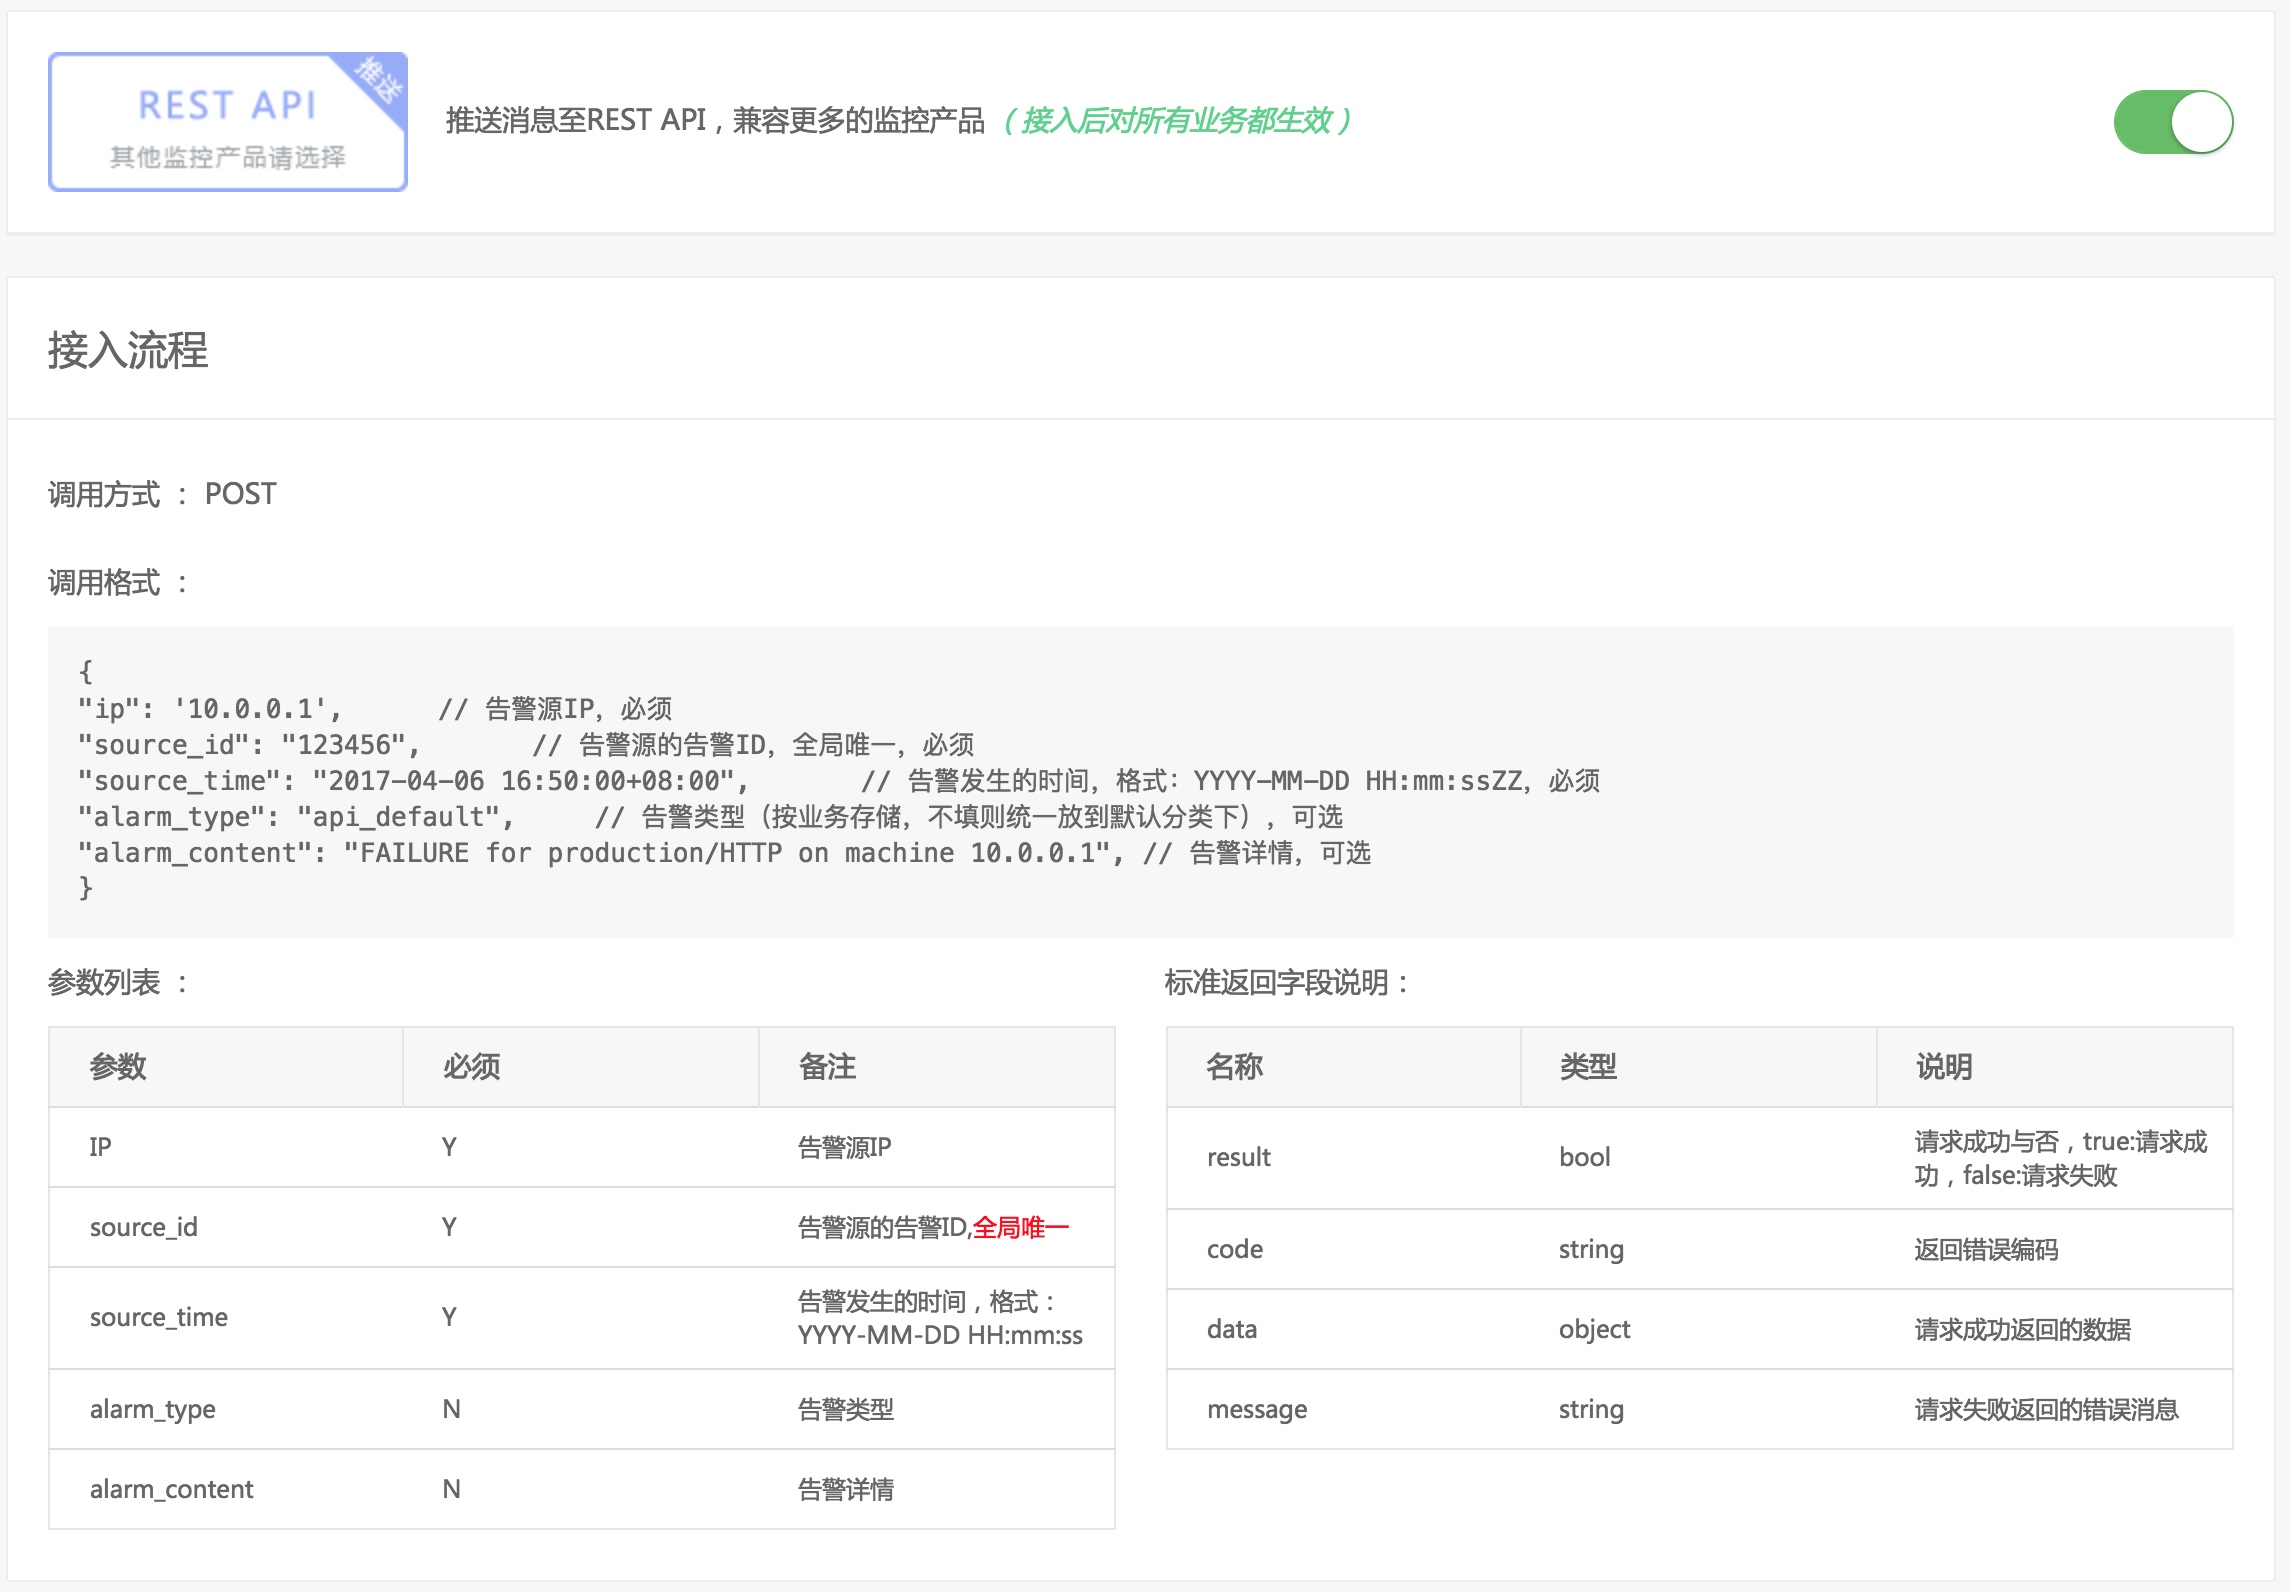 REST API
推送
其他监控产品请选择
推送消息至REST API，兼容更多的监控产品（接入后对所有业务都生效）
接入流程
调用方式 ： POST
调用格式 ：
{
"ip": '10.0.0.1',      // 告警源IP，必须
"source_id": "123456",       // 告警源的告警ID，全局唯一，必须
"source_time": "2017-04-06 16:50:00+08:00",       // 告警发生的时间，格式：YYYY-MM-DD HH:mm:ssZZ，必须
"alarm_type": "api_default",     // 告警类型（按业务存储，不填则统一放到默认分类下），可选
"alarm_content": "FAILURE for production/HTTP on machine 10.0.0.1", // 告警详情，可选
}
参数列表 ：
参数 必须 备注
IP Y 告警源IP
source_id Y 告警源的告警ID,全局唯一
source_time Y 告警发生的时间，格式：
YYYY-MM-DD HH:mm:ss
alarm_type N 告警类型
alarm_content N 告警详情
标准返回字段说明：
名称 类型 说明
result bool 请求成功与否，true:请求成
功，false:请求失败
code string 返回错误编码
data object 请求成功返回的数据
message string 请求失败返回的错误消息